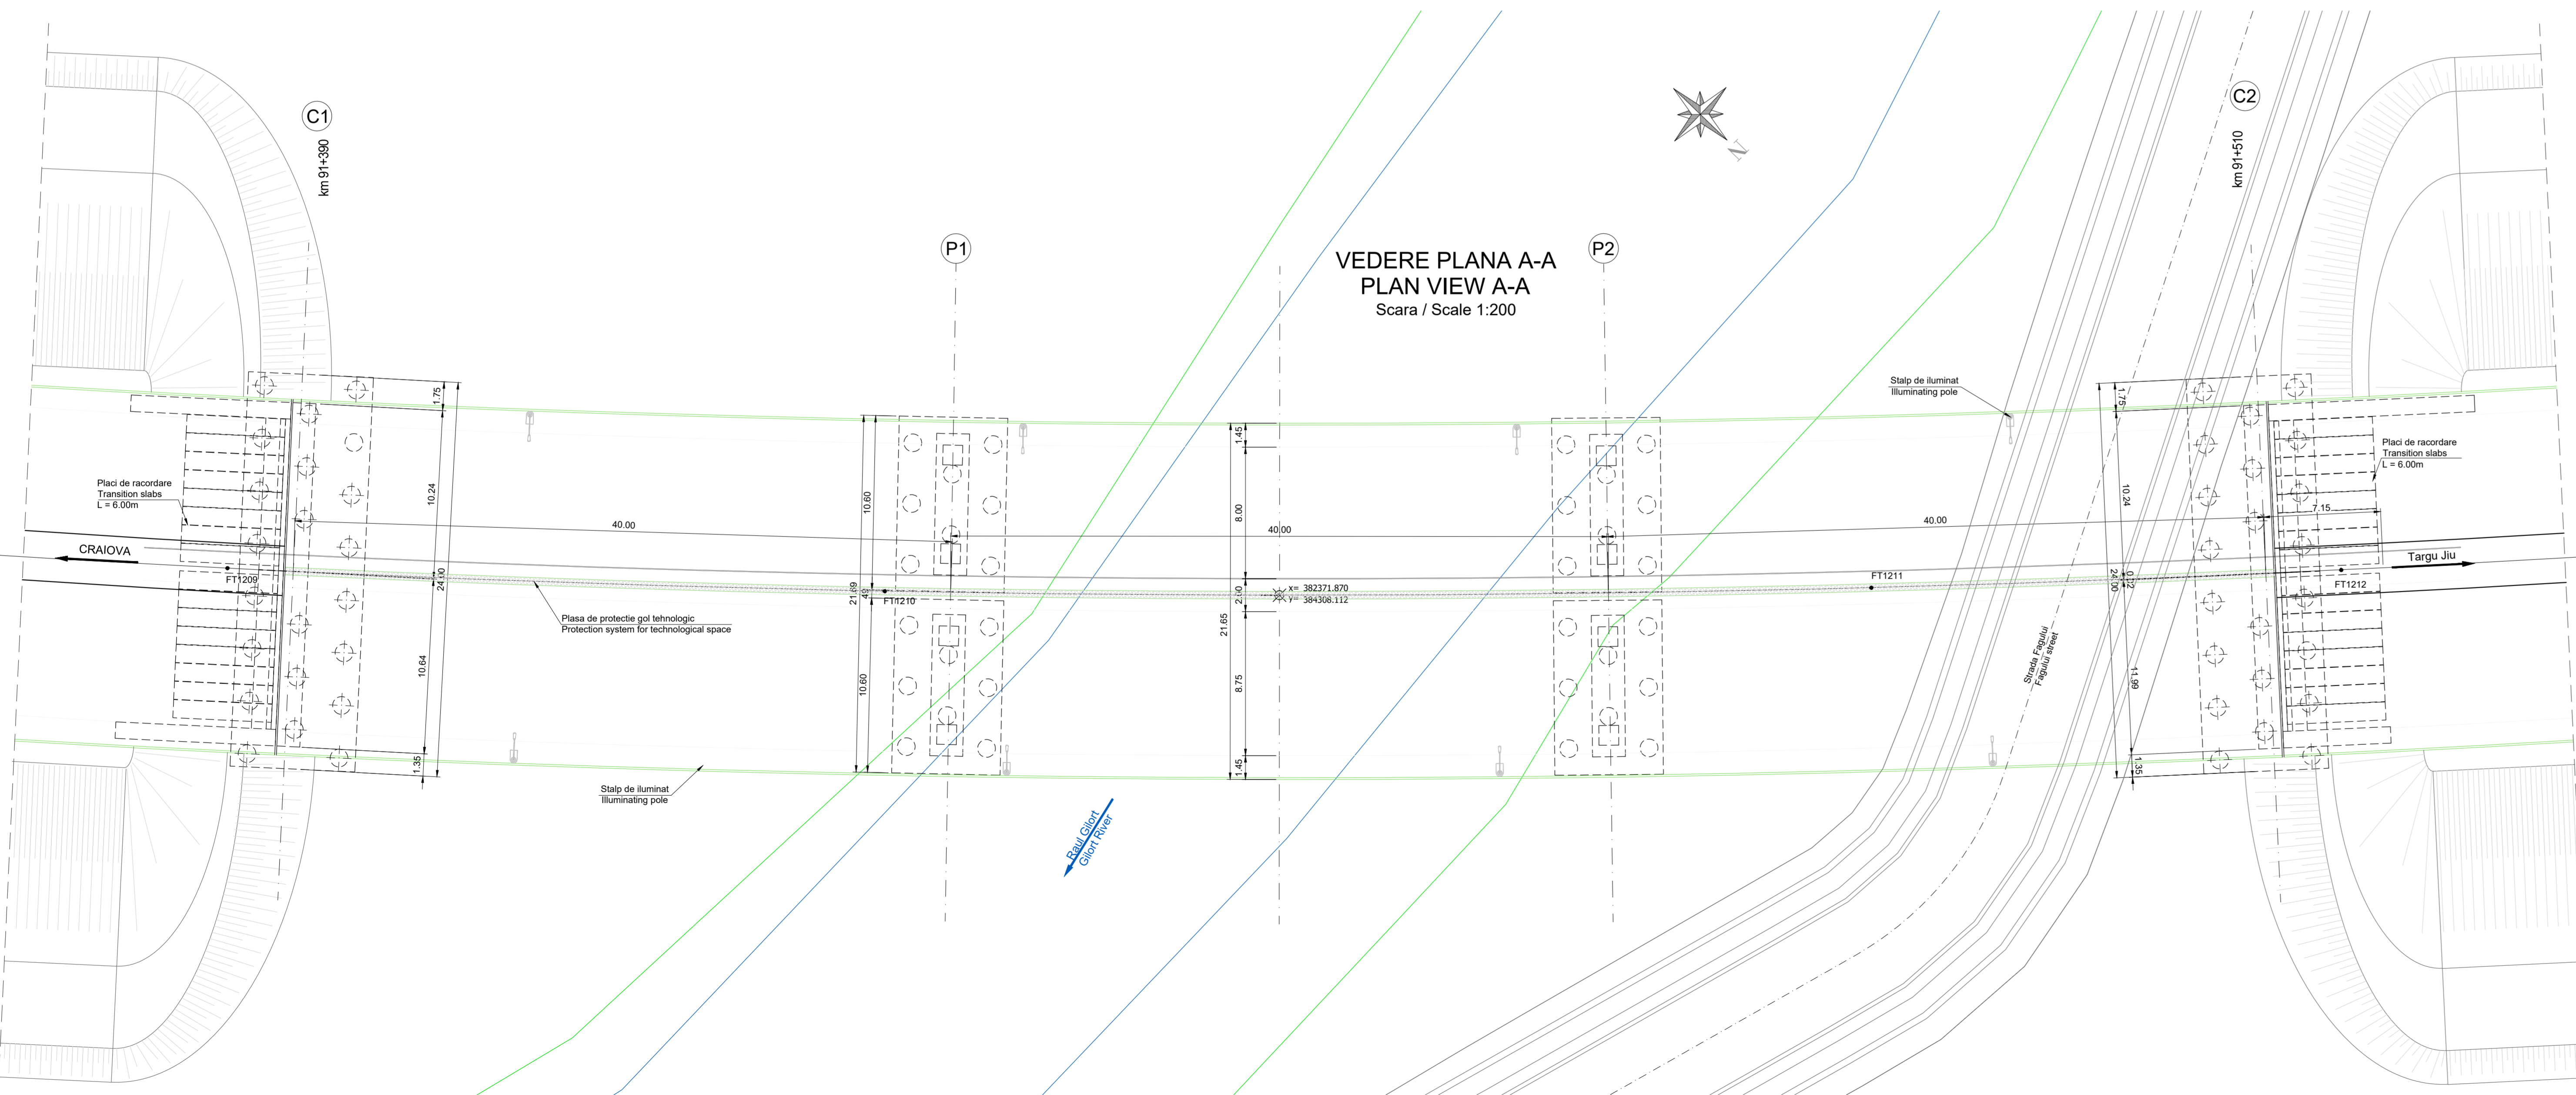 C1
km 91+390
P1
VEDERE PLANA A-A
PLAN VIEW A-A
Scara / Scale 1:200
P2
N
C2
km 91+510
Stalp de iluminat
Illuminating pole
Placi de racordare
Transition slabs
L = 6.00m
Placi de racordare
Transition slabs
L = 6.00m
1.75
10.24
24.00
10.64
1.35
40.00
10.60
21.69
10.60
1.45
8.00
2.00
21.65
8.75
1.45
40.00
40.00
1.75
10.24
24.00
11.99
1.35
7.15
CRAIOVA
Targu Jiu
FT1209
FT1210
FT1211
FT1212
x= 382371.870
y= 384308.112
Plasa de protectie gol tehnologic
Protection system for technological space
Strada Fagului
Fagului street
Stalp de iluminat
Illuminating pole
Raul Gilort
Gilort River